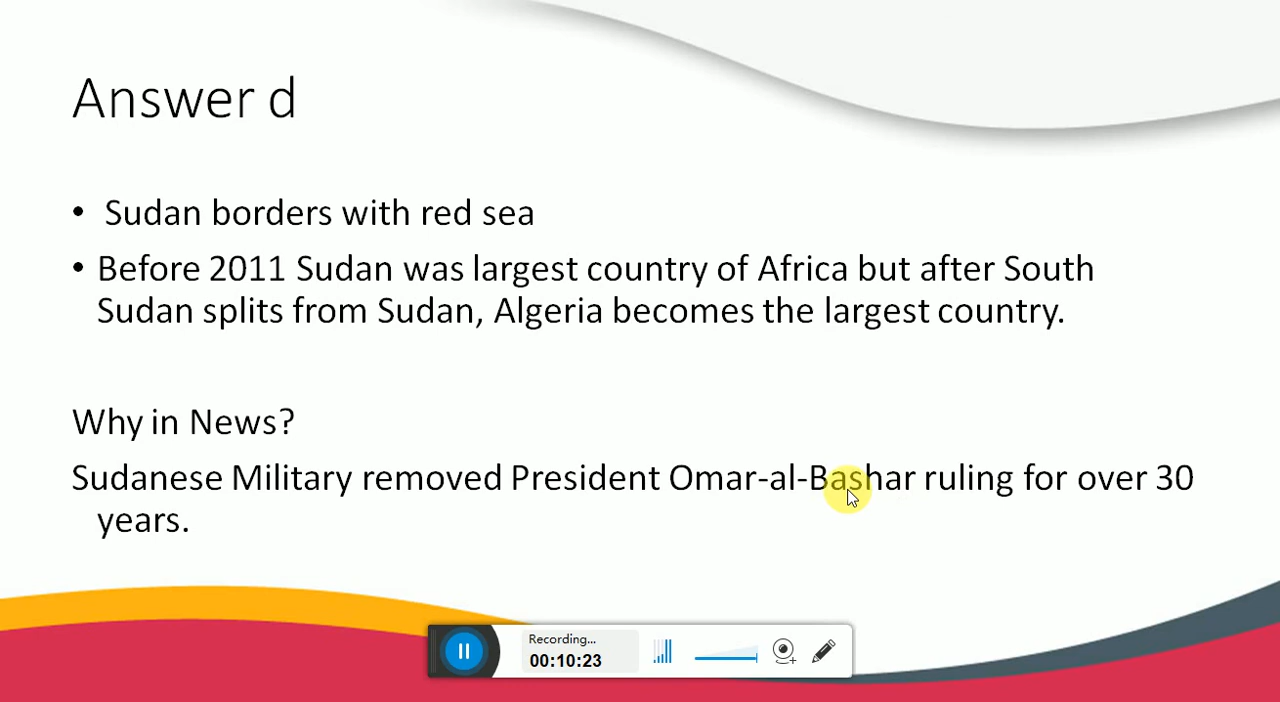 Answer d
• Sudan borders with red sea
• Before 2011 Sudan was largest country of Africa but after South
Sudan splits from Sudan, Algeria becomes the largest country.
Why in News?
Sudanese Military removed President Omar-al-Bashar ruling for over 30
years.
Recording...
00:10:23